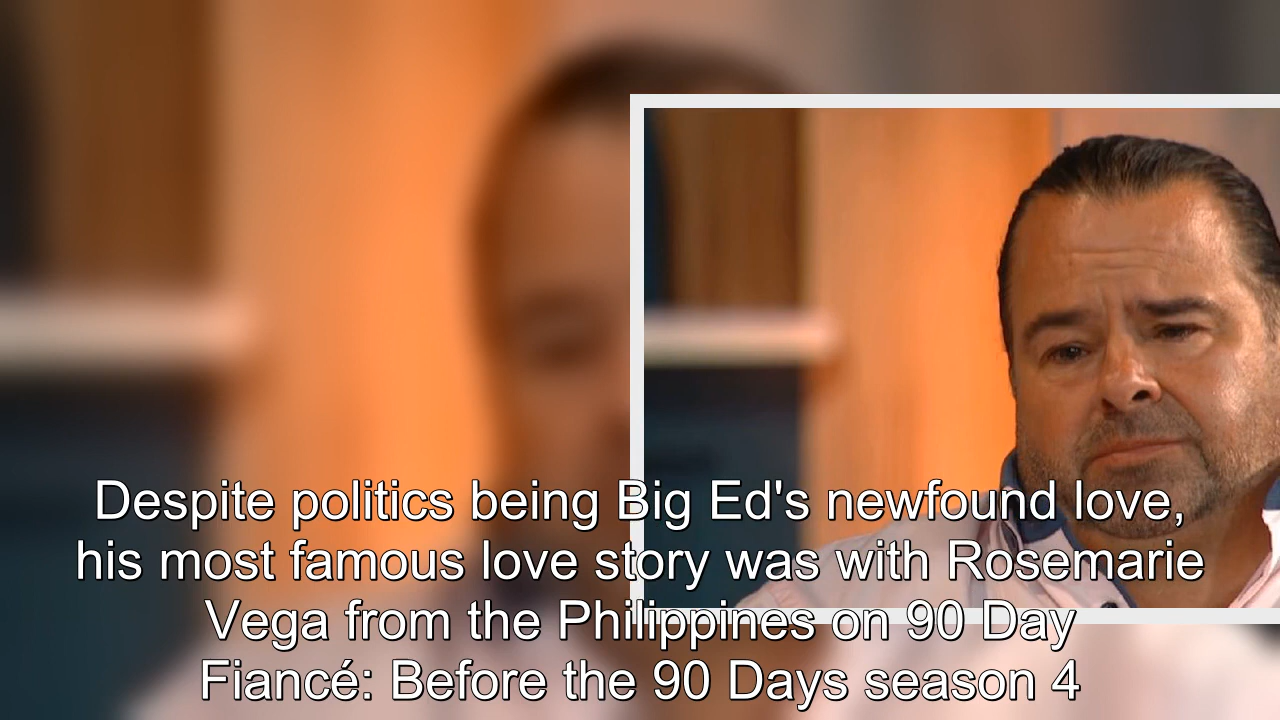 Despite politics being Big Ed's newfound love,
his most famous love story was with Rosemarie
Vega from the Philippines on 90 Day
Fiancé: Before the 90 Days season 4